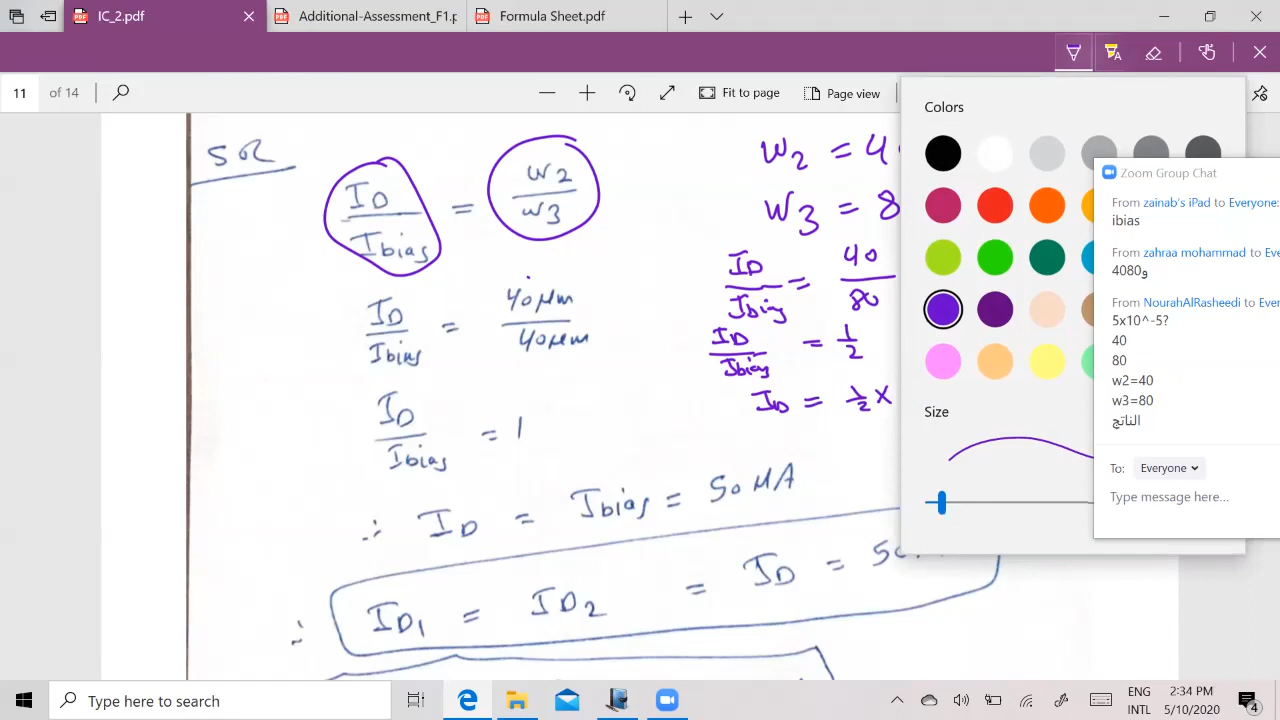 IC_2.pdf
Additional-Assessment_F1.p
Formula Sheet.pdf
11 of 14
Fit to page
Page view
SOL
ID / Ibias = W2 / W3
ID / Ibias = 40 μm / 40 μm
ID / Ibias = 1
∴ ID = Ibias = 50 μA
∴ ID1 = ID2 = ID = 50
W2 = 4
W3 = 8
ID / Ibias = 40 / 80
ID / Ibias = 1/2
ID = 1/2 x
Colors
Size
Zoom Group Chat
From zainab's iPad to Everyone:
ibias
From zahraa mohammad to Eve
4080و
From NourahAlRasheedi to Ever
5x10^-5?
40
80
w2=40
w3=80
الناتج
To: Everyone
Type message here...
Type here to search
ENG
INTL
2:34 PM
5/10/2020
4